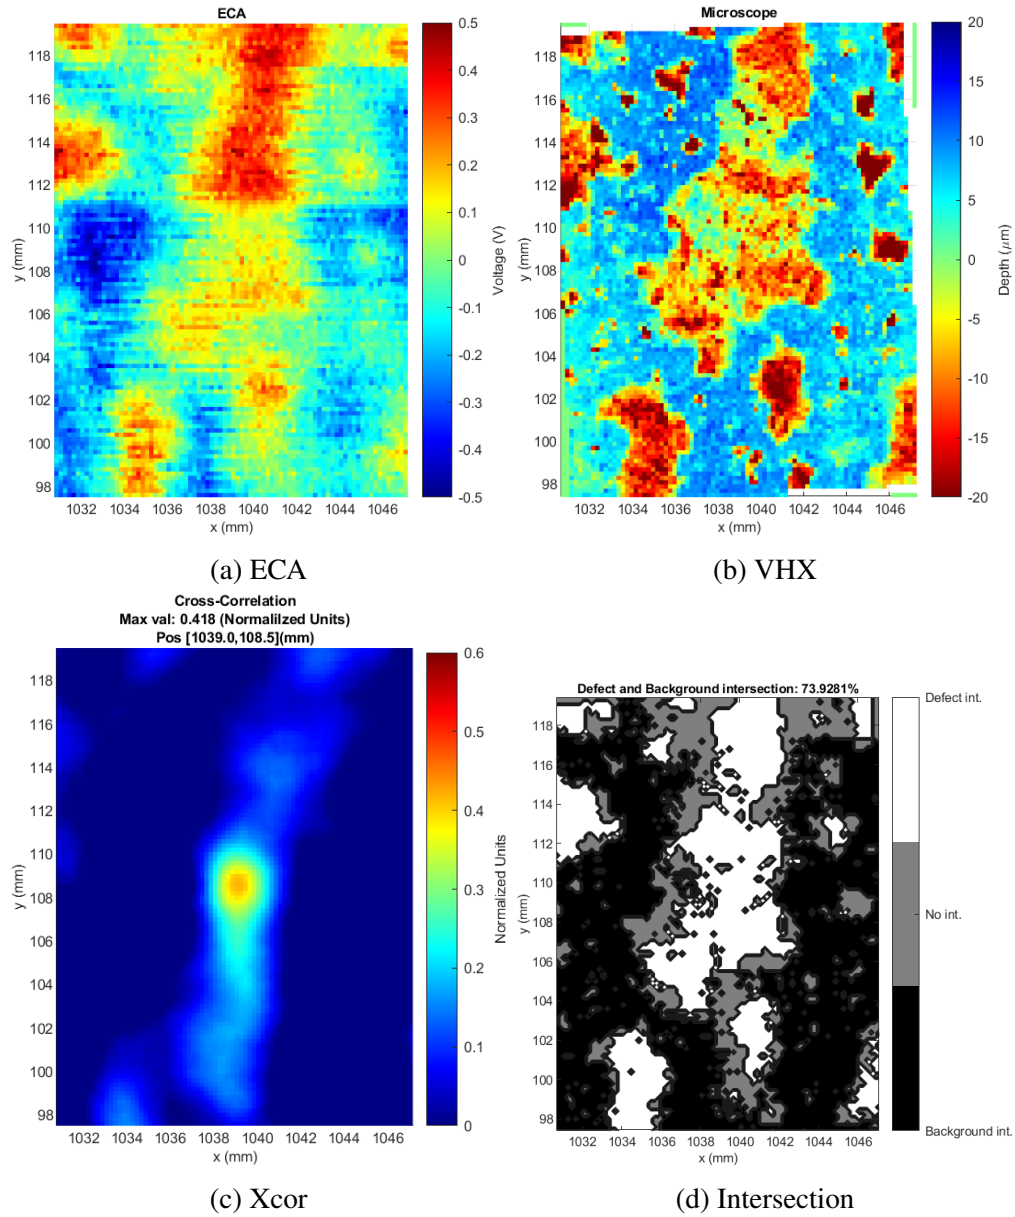 ECA
118
116
114
112
110
108
106
104
102
100
98
y (mm)
1032 1034 1036 1038 1040 1042 1044 1046
x (mm)
0.5
0.4
0.3
0.2
0.1
0
-0.1
-0.2
-0.3
-0.4
-0.5
Voltage (V)
(a) ECA
Microscope
118
116
114
112
110
108
106
104
102
100
98
y (mm)
1032 1034 1036 1038 1040 1042 1044 1046
x (mm)
20
15
10
5
0
-5
-10
-15
-20
Depth (μm)
(b) VHX
Cross-Correlation
Max val: 0.418 (Normalilzed Units)
Pos [1039.0,108.5](mm)
118
116
114
112
110
108
106
104
102
100
98
y (mm)
1032 1034 1036 1038 1040 1042 1044 1046
x (mm)
0.6
0.5
0.4
0.3
0.2
0.1
0
Normalized Units
(c) Xcor
Defect and Background intersection: 73.9281%
118
116
114
112
110
108
106
104
102
100
98
y (mm)
1032 1034 1036 1038 1040 1042 1044 1046
x (mm)
Defect int.
No int.
Background int.
(d) Intersection